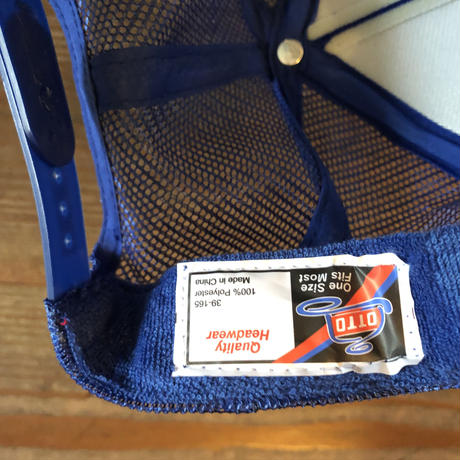 Quality
Headwear
OTTO
39-165
100% Polyester
Made in China
One Size
Fits Most